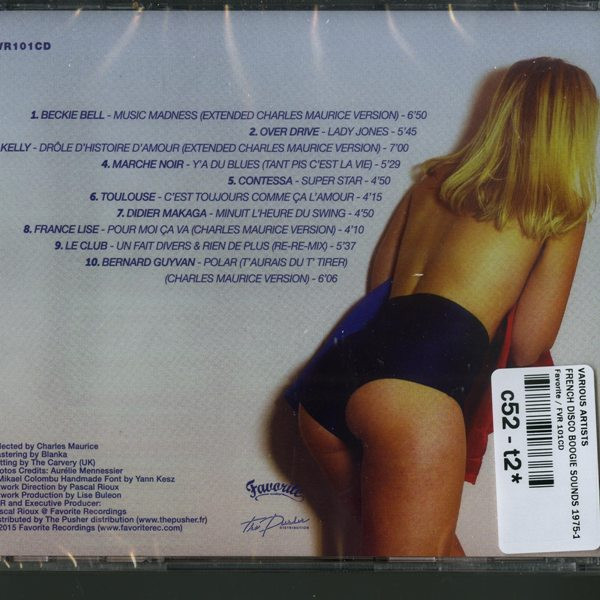 VR101CD
1. BECKIE BELL - MUSIC MADNESS (EXTENDED CHARLES MAURICE VERSION) - 6'50
2. OVER DRIVE - LADY JONES - 5'45
KELLY - DRÔLE D'HISTOIRE D'AMOUR (EXTENDED CHARLES MAURICE VERSION) - 7'00
4. MARCHE NOIR - Y'A DU BLUES (TANT PIS C'EST LA VIE) - 5'29
5. CONTESSA - SUPER STAR - 4'50
6. TOULOUSE - C'EST TOUJOURS COMME ÇA L'AMOUR - 4'15
7. DIDIER MAKAGA - MINUIT L'HEURE DU SWING - 4'50
8. FRANCE LISE - POUR MOI ÇA VA (CHARLES MAURICE VERSION) - 4'10
9. LE CLUB - UN FAIT DIVERS & RIEN DE PLUS (RE-RE-MIX) - 5'37
10. BERNARD GUYVAN - POLAR (T'AURAIS DU T' TIRER)
(CHARLES MAURICE VERSION) - 6'06
lected by Charles Maurice
astering by Blanka
tting by The Carvery (UK)
otos Credits: Aurélie Mennessier
Mikael Colombu Handmade Font by Yann Kesz
twork Direction by Pascal Rioux
twork Production by Lise Buleon
R and Executive Producer:
scal Rioux @ Favorite Recordings
stributed by The Pusher distribution (www.thepusher.fr)
2015 Favorite Recordings (www.favoriterec.com)
Favorite
The Pusher
DISTRIBUTION
VARIOUS ARTISTS
FRENCH DISCO BOOGIE SOUNDS 1975-1
Favorite / FVR 101CD
c52 - t2*